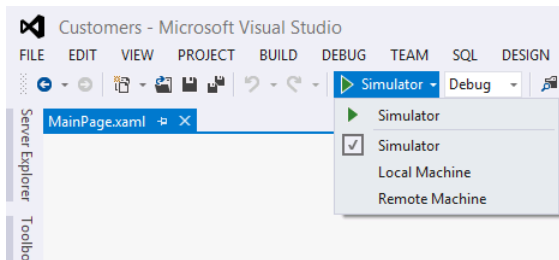 Customers - Microsoft Visual Studio
FILE EDIT VIEW PROJECT BUILD DEBUG TEAM SQL DESIGN
Simulator Debug
Server Explorer
MainPage.xaml
Simulator
Simulator
Local Machine
Remote Machine